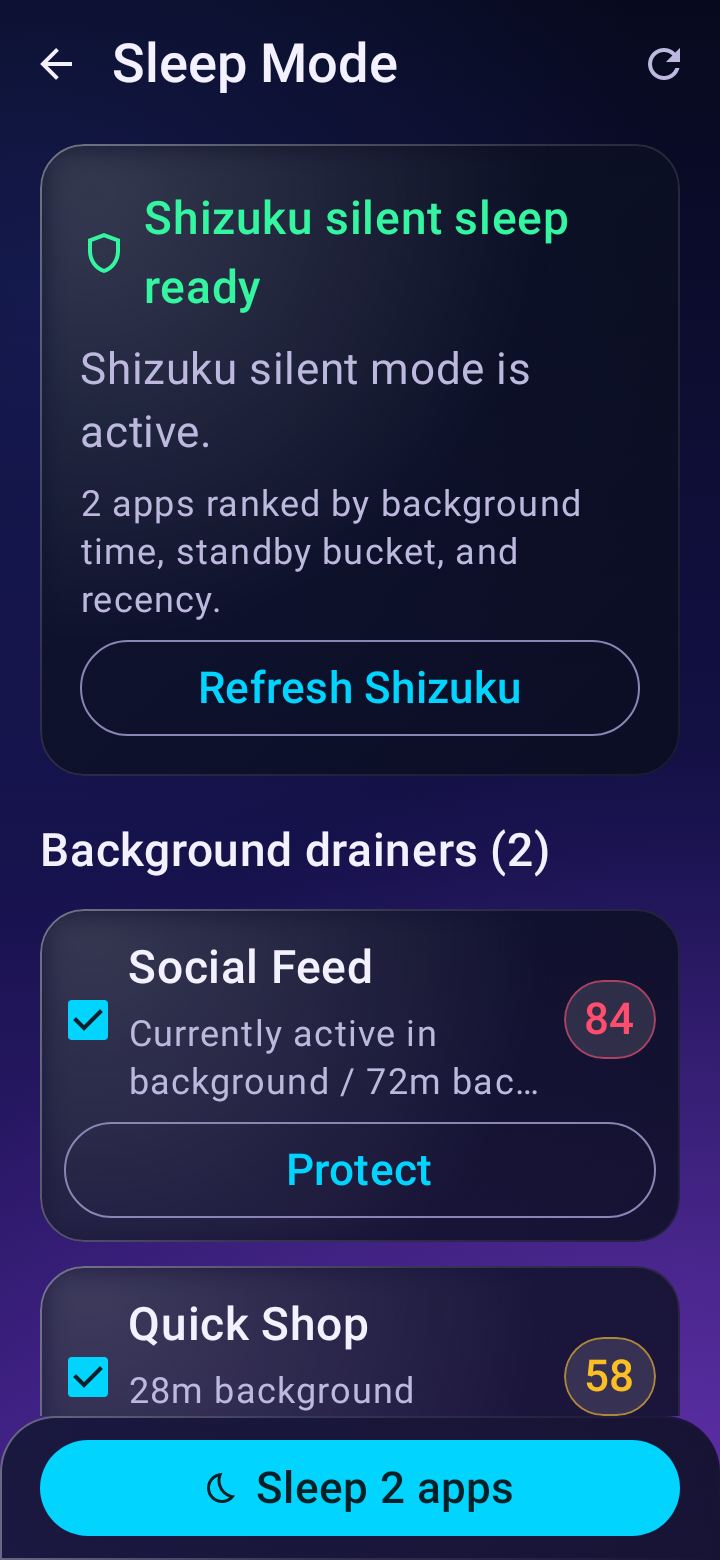 Sleep Mode
Shizuku silent sleep
ready
Shizuku silent mode is
active.
2 apps ranked by background
time, standby bucket, and
recency.
Refresh Shizuku
Background drainers (2)
Social Feed
Currently active in
background / 72m bac…
84
Protect
Quick Shop
28m background
58
Sleep 2 apps